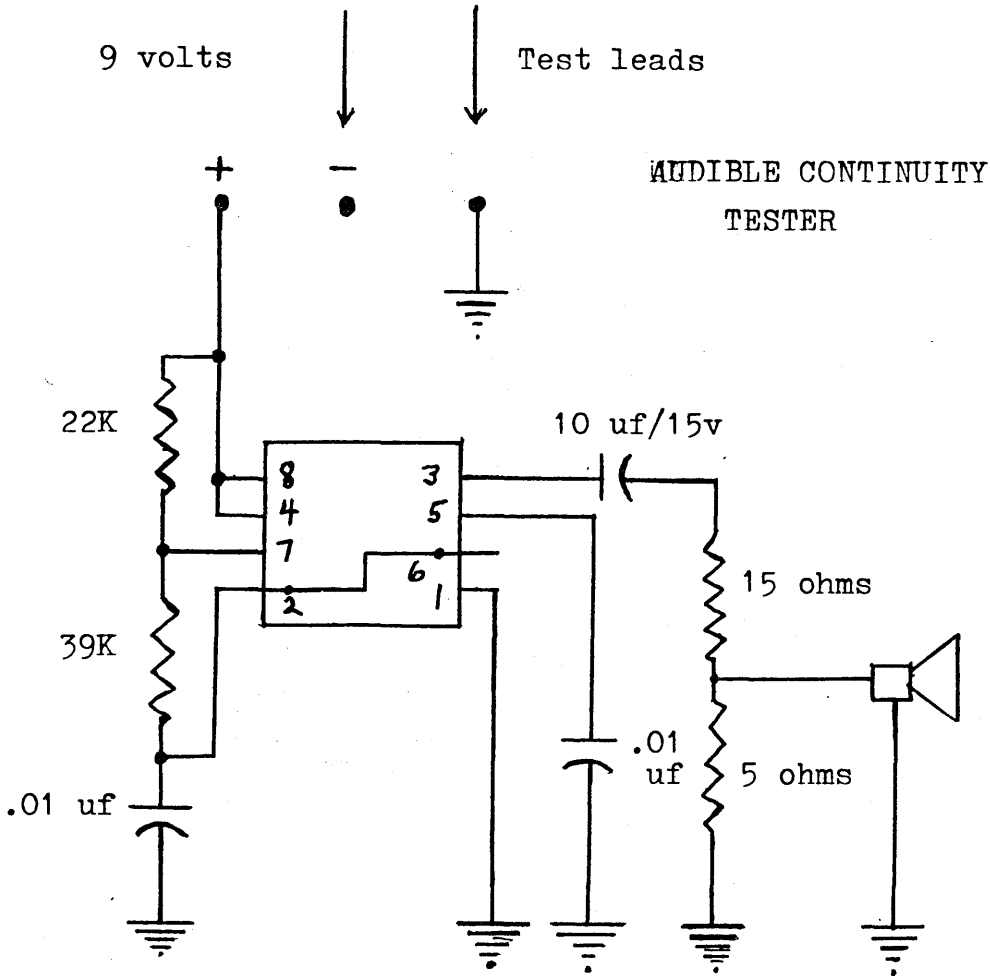 9 volts
Test leads
+ −
AUDIBLE CONTINUITY
TESTER
22K
10 uf/15v
8 3
4 5
7
6
2 1
15 ohms
39K
.01
uf
5 ohms
.01 uf